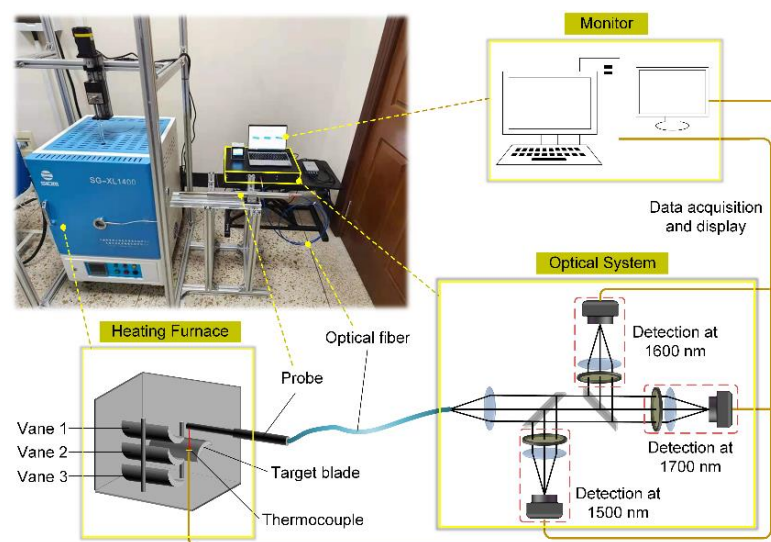 Monitor
SG-XL1400
Data acquisition
and display
Optical System
Heating Furnace
Optical fiber
Probe
Detection at
1600 nm
Vane 1
Vane 2
Vane 3
Target blade
Thermocouple
Detection at
1700 nm
Detection at
1500 nm